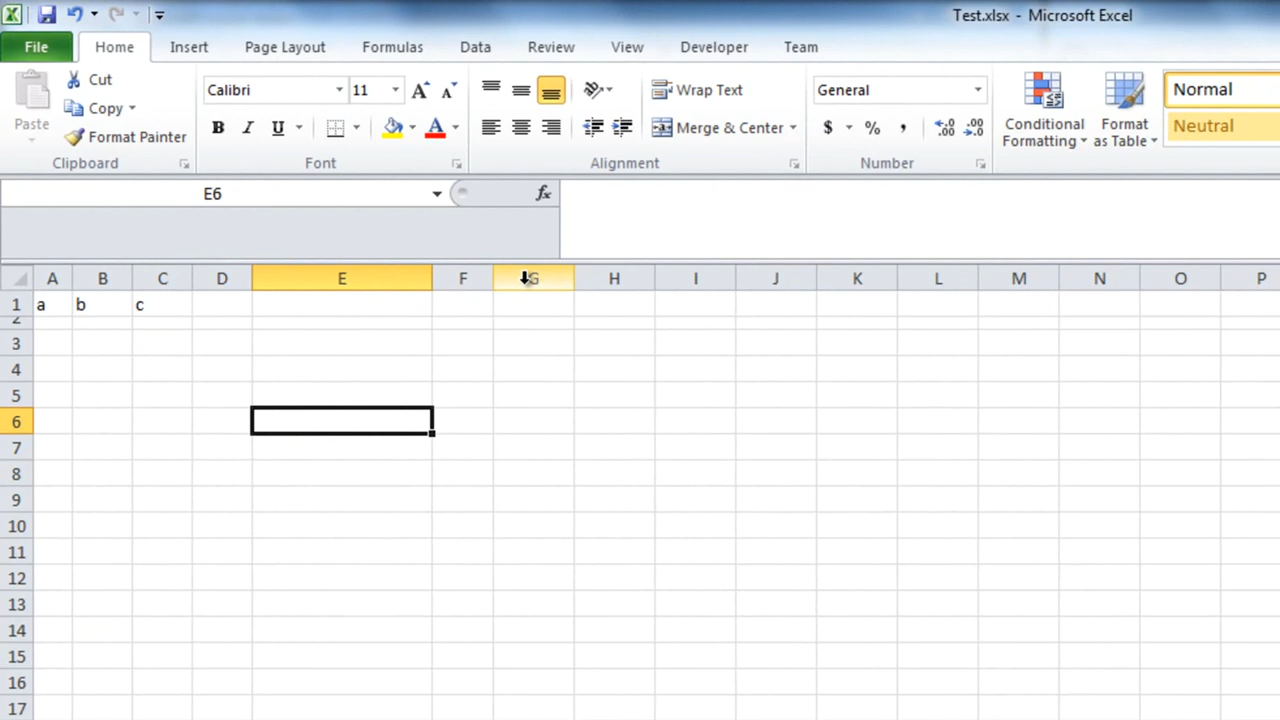 Test.xlsx - Microsoft Excel
File Home Insert Page Layout Formulas Data Review View Developer Team
Cut
Copy
Format Painter
Paste
Clipboard
Calibri 11
B I U A
Font
Wrap Text
Merge & Center
Alignment
General
$ % ,
Number
Conditional Formatting
Format as Table
Normal
Neutral
E6 fx
A B C D E F G H I J K L M N O P
1 a b c
2
3
4
5
6
7
8
9
10
11
12
13
14
15
16
17